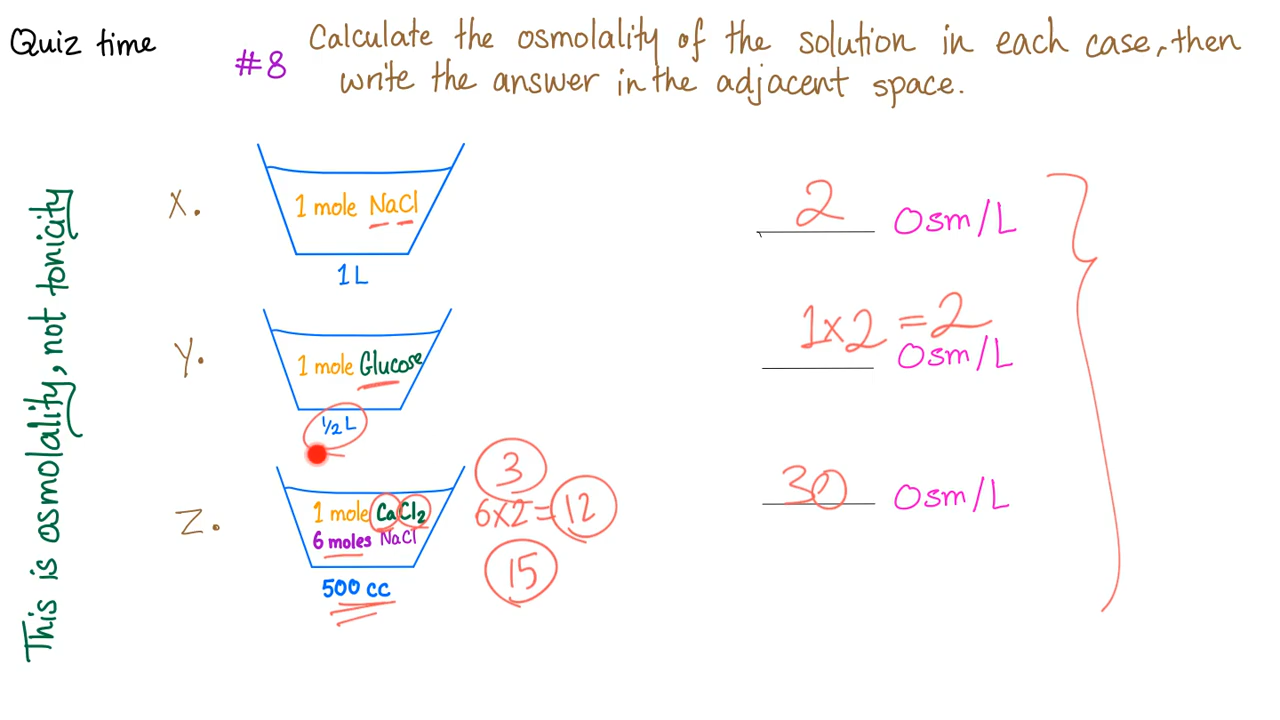 Quiz time
#8 Calculate the osmolality of the solution in each case, then
write the answer in the adjacent space.
This is osmolality, not tonicity
X.
1 mole NaCl
1L
2 Osm/L
Y.
1 mole Glucose
½ L
1x2 = 2
Osm/L
Z.
1 mole CaCl₂
6 moles NaCl
500 cc
3
6x2=12
15
30 Osm/L